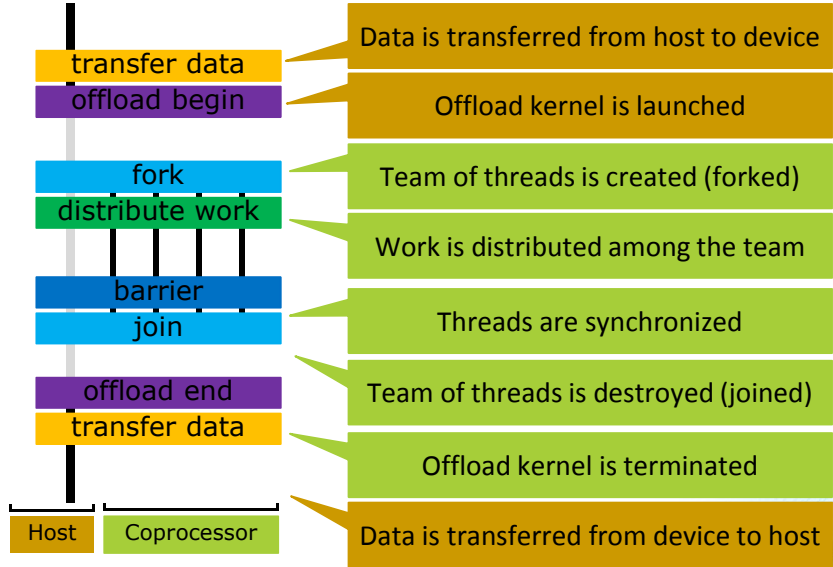 transfer data
offload begin
fork
distribute work
barrier
join
offload end
transfer data
Host
Coprocessor
Data is transferred from host to device
Offload kernel is launched
Team of threads is created (forked)
Work is distributed among the team
Threads are synchronized
Team of threads is destroyed (joined)
Offload kernel is terminated
Data is transferred from device to host